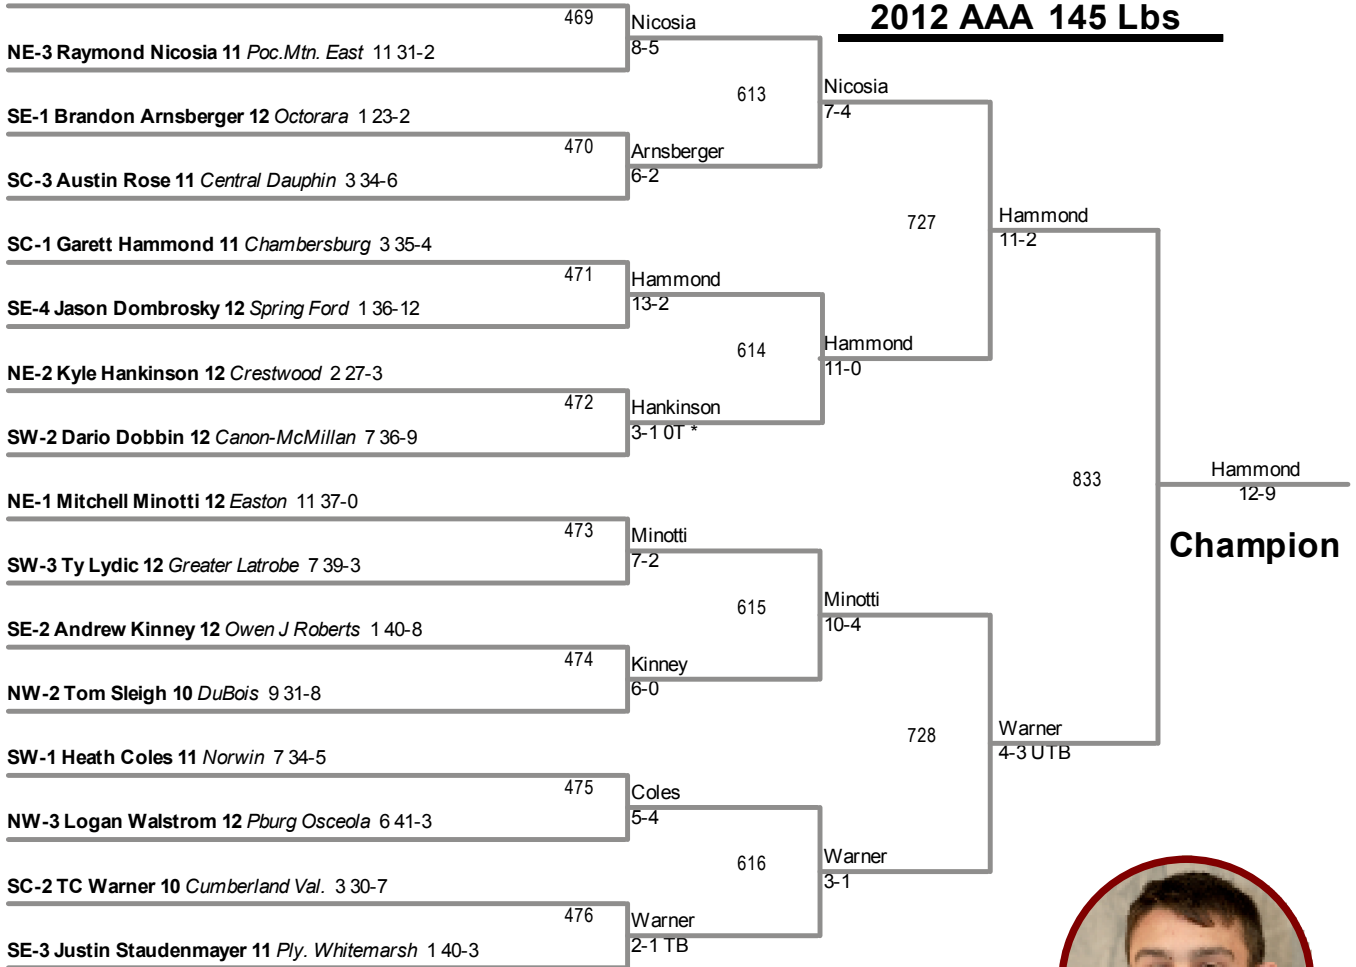 2012 AAA 145 Lbs
469
Nicosia
8-5
NE-3 Raymond Nicosia 11 Poc.Mtn. East 11 31-2
613
Nicosia
7-4
SE-1 Brandon Arnsberger 12 Octorara 1 23-2
470
Arnsberger
6-2
SC-3 Austin Rose 11 Central Dauphin 3 34-6
727
Hammond
11-2
SC-1 Garett Hammond 11 Chambersburg 3 35-4
471
Hammond
13-2
SE-4 Jason Dombrosky 12 Spring Ford 1 36-12
614
Hammond
11-0
NE-2 Kyle Hankinson 12 Crestwood 2 27-3
472
Hankinson
3-1 0T *
SW-2 Dario Dobbin 12 Canon-McMillan 7 36-9
833
Hammond
12-9
Champion
NE-1 Mitchell Minotti 12 Easton 11 37-0
473
Minotti
7-2
SW-3 Ty Lydic 12 Greater Latrobe 7 39-3
615
Minotti
10-4
SE-2 Andrew Kinney 12 Owen J Roberts 1 40-8
474
Kinney
6-0
NW-2 Tom Sleigh 10 DuBois 9 31-8
728
Warner
4-3 UTB
SW-1 Heath Coles 11 Norwin 7 34-5
475
Coles
5-4
NW-3 Logan Walstrom 12 Pburg Osceola 6 41-3
616
Warner
3-1
SC-2 TC Warner 10 Cumberland Val. 3 30-7
476
Warner
2-1 TB
SE-3 Justin Staudenmayer 11 Ply. Whitemarsh 1 40-3